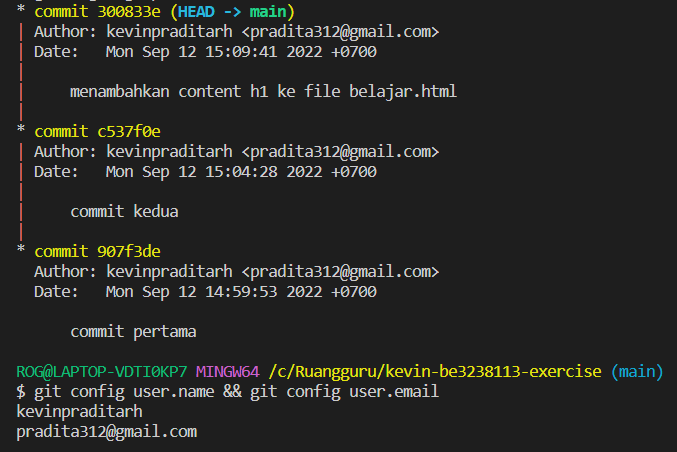 * commit 300833e (HEAD -> main)
| Author: kevinpraditarh <pradita312@gmail.com>
| Date:   Mon Sep 12 15:09:41 2022 +0700
|
|     menambahkan content h1 ke file belajar.html
|
* commit c537f0e
| Author: kevinpraditarh <pradita312@gmail.com>
| Date:   Mon Sep 12 15:04:28 2022 +0700
|
|     commit kedua
|
* commit 907f3de
  Author: kevinpraditarh <pradita312@gmail.com>
  Date:   Mon Sep 12 14:59:53 2022 +0700

      commit pertama

ROG@LAPTOP-VDTI0KP7 MINGW64 /c/Ruangguru/kevin-be3238113-exercise (main)
$ git config user.name && git config user.email
kevinpraditarh
pradita312@gmail.com